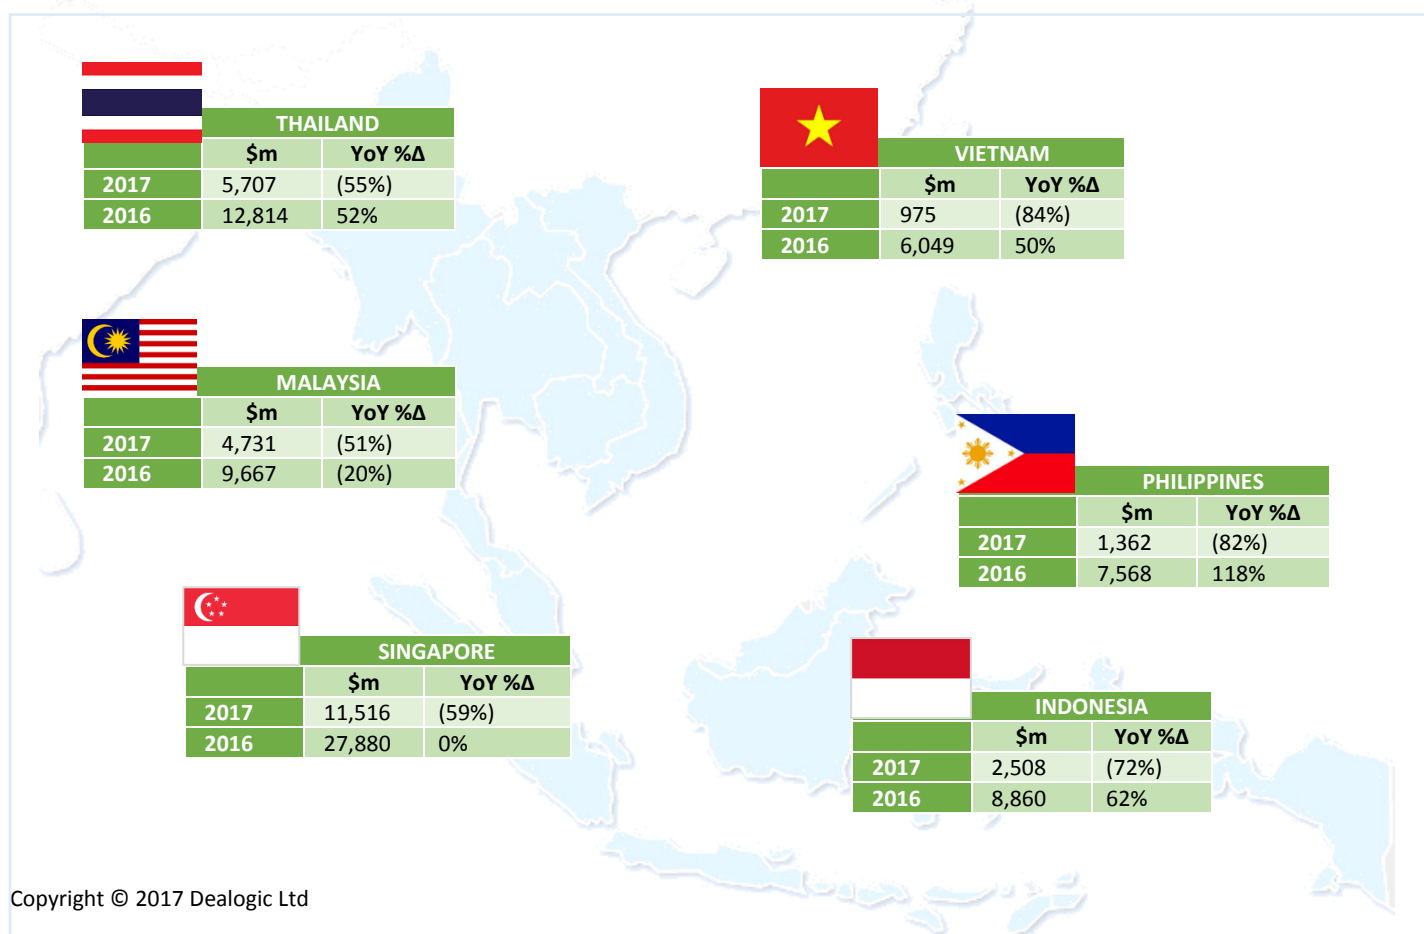 THAILAND
$m YoY %Δ
2017 5,707 (55%)
2016 12,814 52%
VIETNAM
$m YoY %Δ
2017 975 (84%)
2016 6,049 50%
MALAYSIA
$m YoY %Δ
2017 4,731 (51%)
2016 9,667 (20%)
PHILIPPINES
$m YoY %Δ
2017 1,362 (82%)
2016 7,568 118%
SINGAPORE
$m YoY %Δ
2017 11,516 (59%)
2016 27,880 0%
INDONESIA
$m YoY %Δ
2017 2,508 (72%)
2016 8,860 62%
Copyright © 2017 Dealogic Ltd